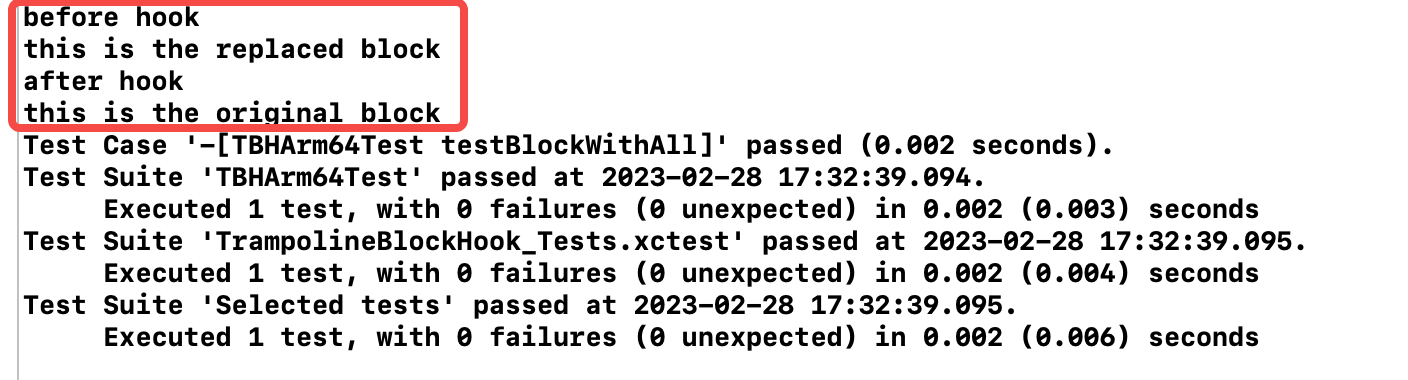 before hook
this is the replaced block
after hook
this is the original block
Test Case '-[TBHArm64Test testBlockWithAll]' passed (0.002 seconds).
Test Suite 'TBHArm64Test' passed at 2023-02-28 17:32:39.094.
Executed 1 test, with 0 failures (0 unexpected) in 0.002 (0.003) seconds
Test Suite 'TrampolineBlockHook_Tests.xctest' passed at 2023-02-28 17:32:39.095.
Executed 1 test, with 0 failures (0 unexpected) in 0.002 (0.004) seconds
Test Suite 'Selected tests' passed at 2023-02-28 17:32:39.095.
Executed 1 test, with 0 failures (0 unexpected) in 0.002 (0.006) seconds